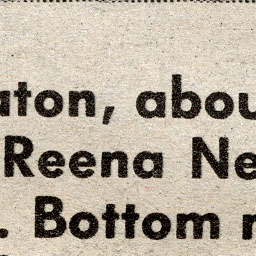 aton, abou
Reena Ne
. Bottom